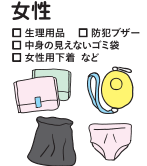 女性
□ 生理用品　□ 防犯ブザー
□ 中身の見えないゴミ袋
□ 女性用下着 など